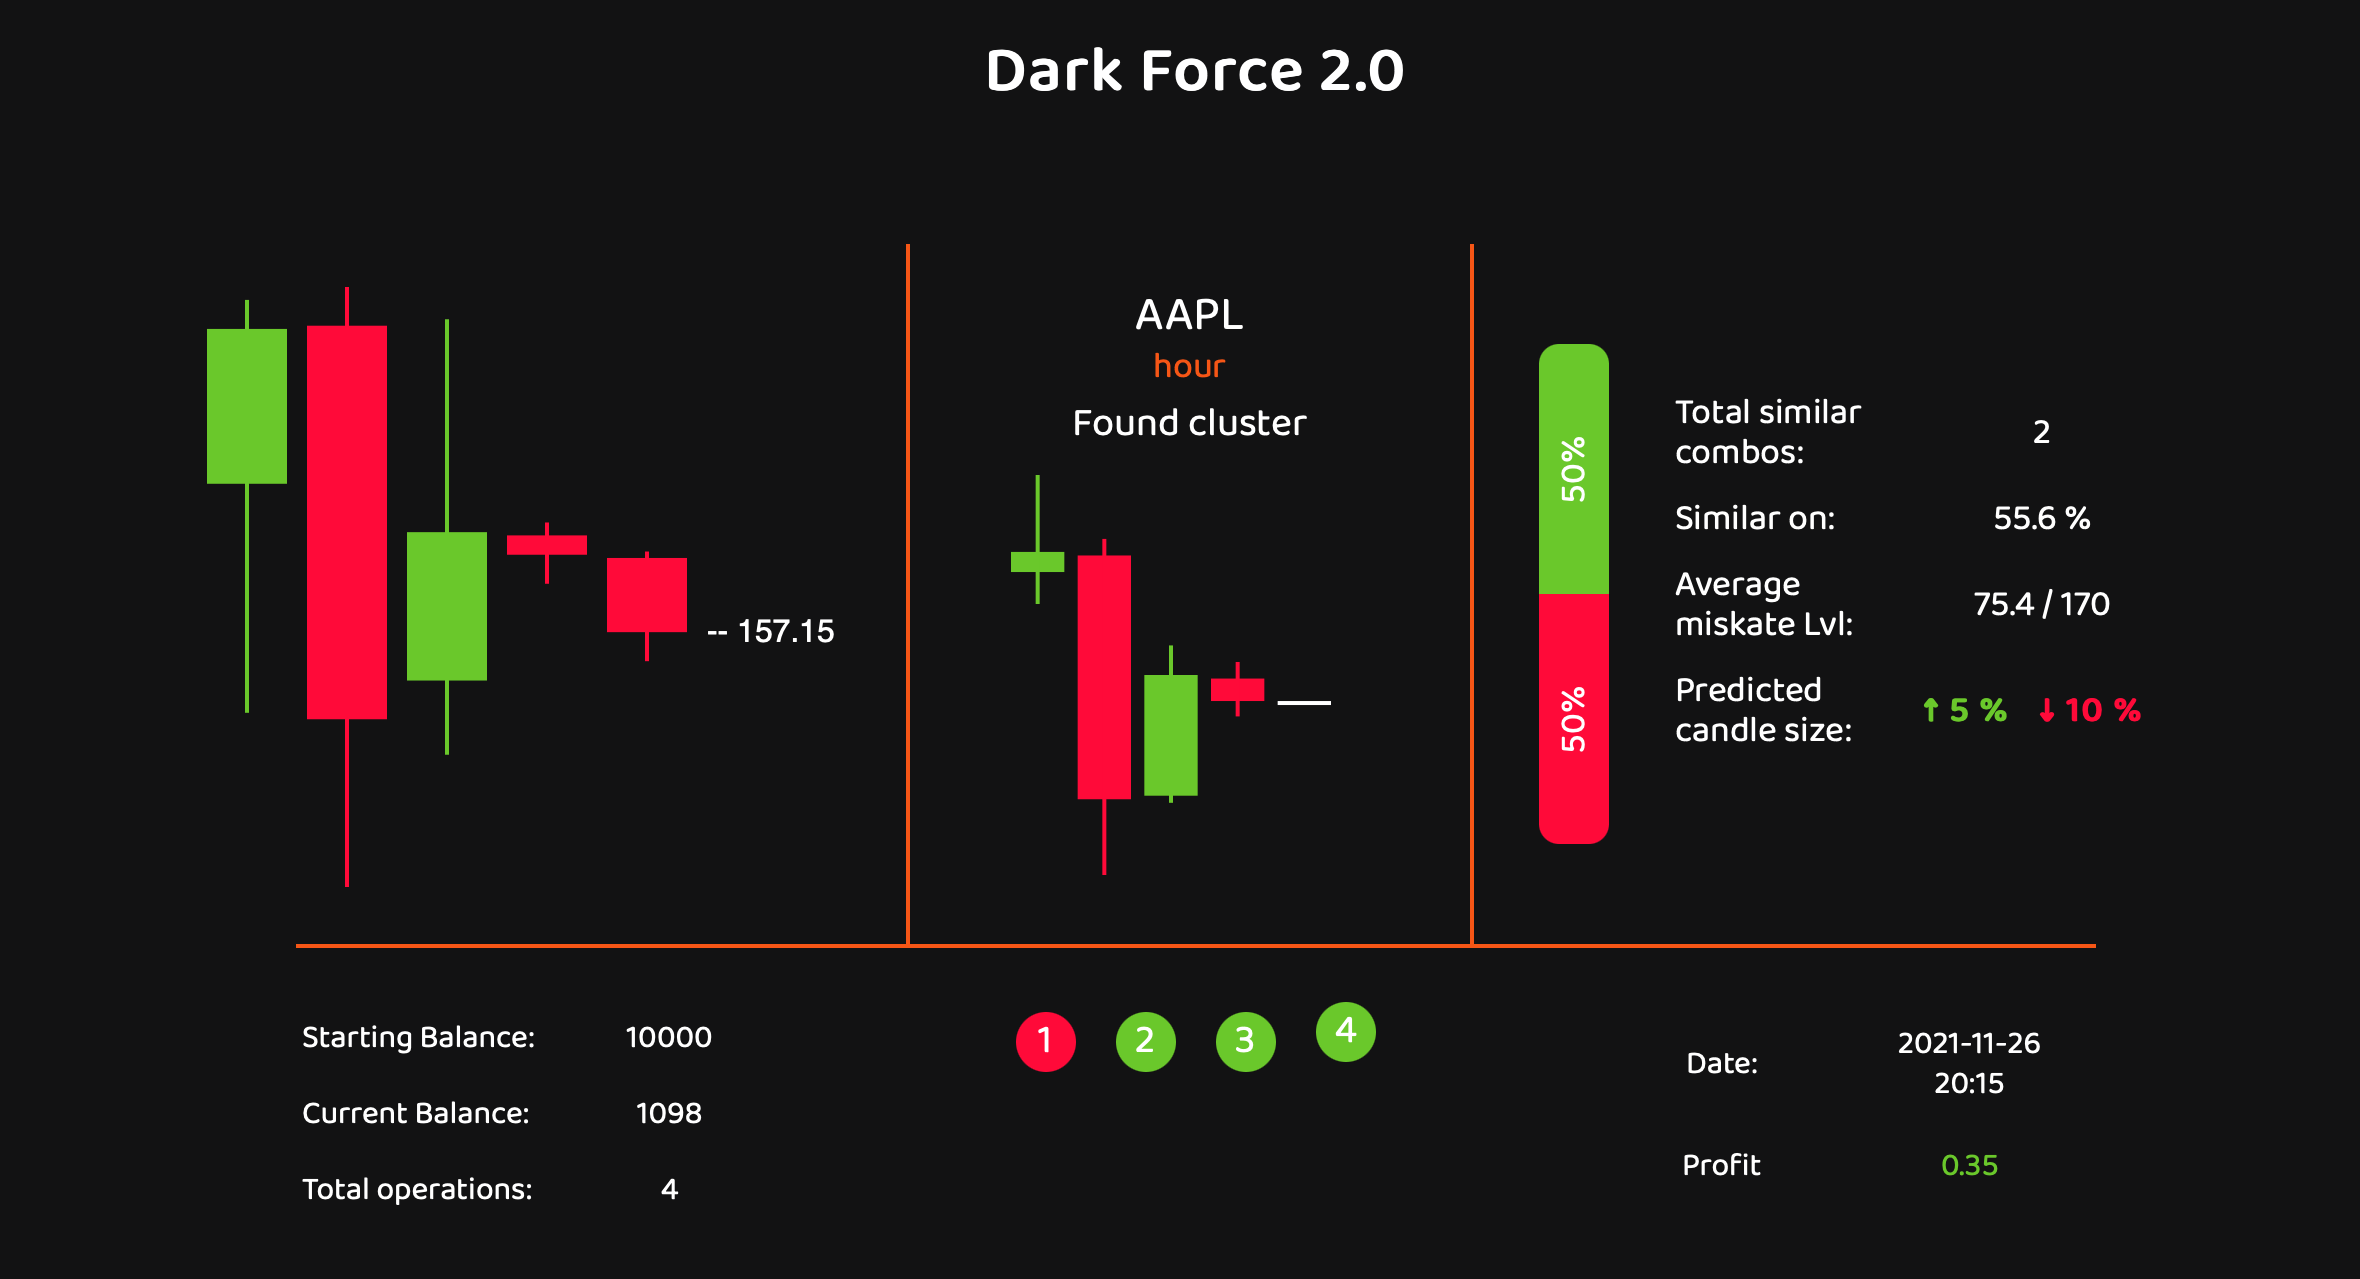 Dark Force 2.0
-- 157.15
AAPL
hour
Found cluster
50%
50%
Total similar
combos:
2
Similar on:
55.6 %
Average
miskate Lvl:
75.4 / 170
Predicted
candle size:
↑ 5 % ↓ 10 %
Starting Balance:
10000
Current Balance:
1098
Total operations:
4
1 2 3 4
Date:
2021-11-26
20:15
Profit
0.35